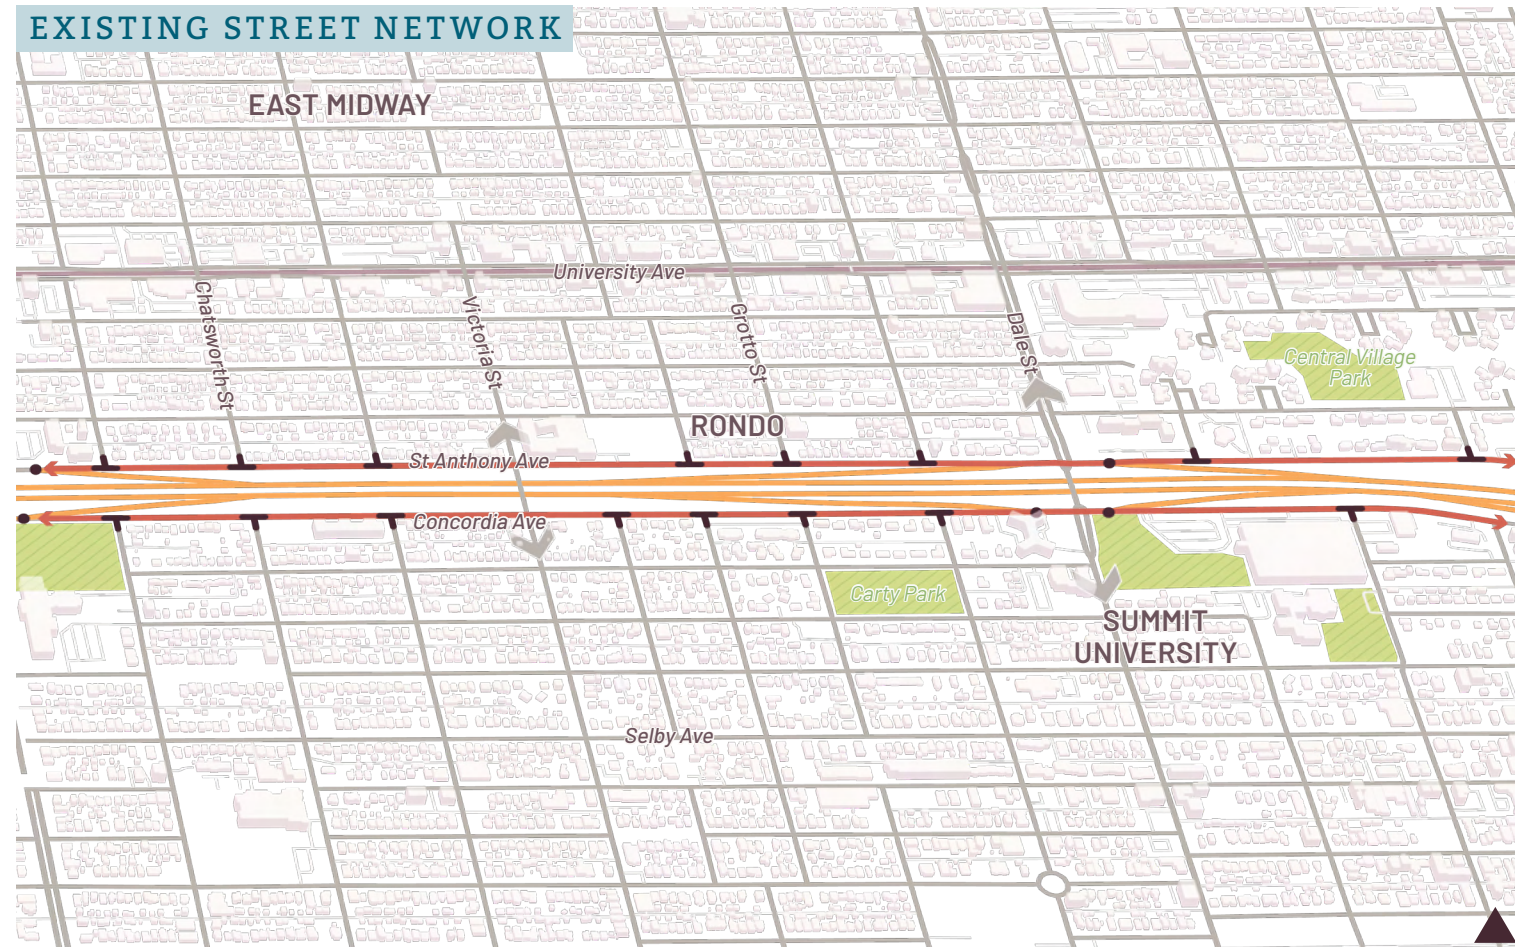 EXISTING STREET NETWORK
EAST MIDWAY
University Ave
Chatsworth St
Victoria St
Grotto St
Dale St
Central Village
Park
RONDO
St Anthony Ave
Concordia Ave
Carty Park
SUMMIT
UNIVERSITY
Selby Ave